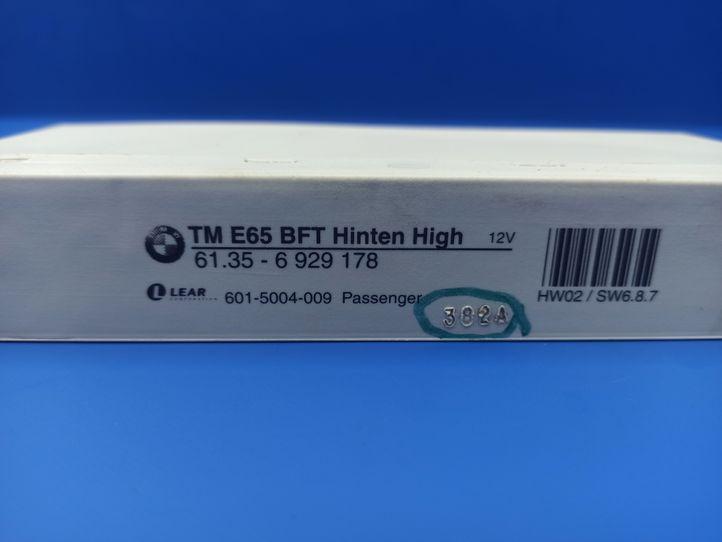 TM E65 BFT Hinten High 12V
61.35 - 6 929 178
LEAR CORPORATION
601-5004-009 Passenger
382A
HW02 / SW6.8.7